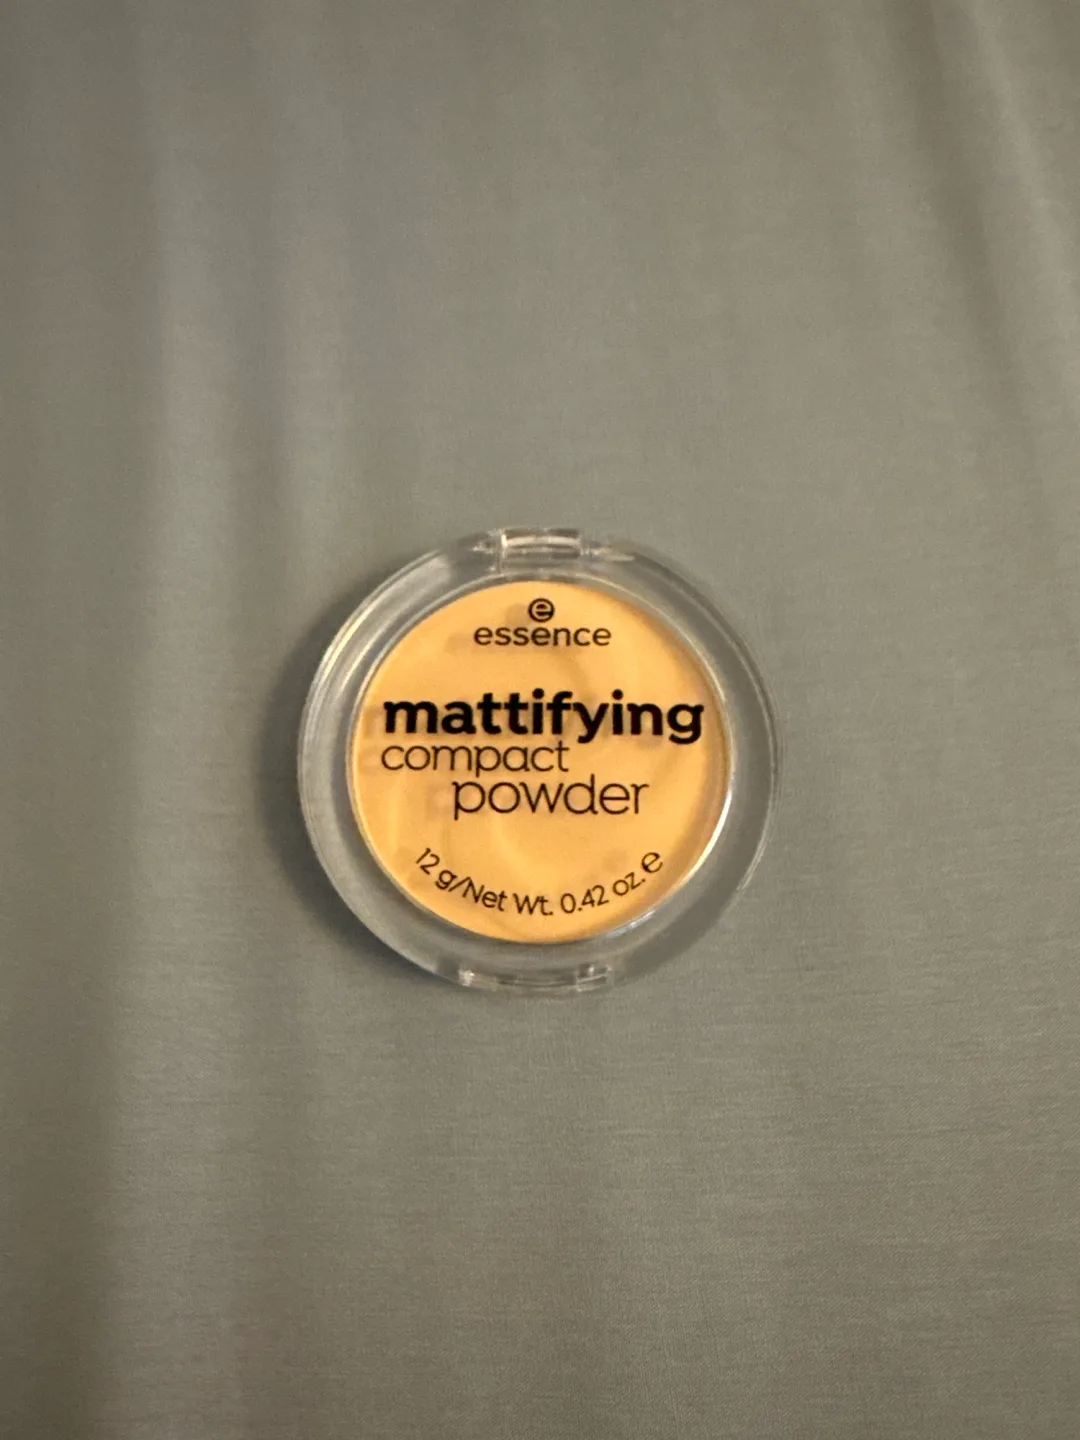 e
essence
mattifying
compact
powder
12 g/Net Wt. 0.42 oz. ℮